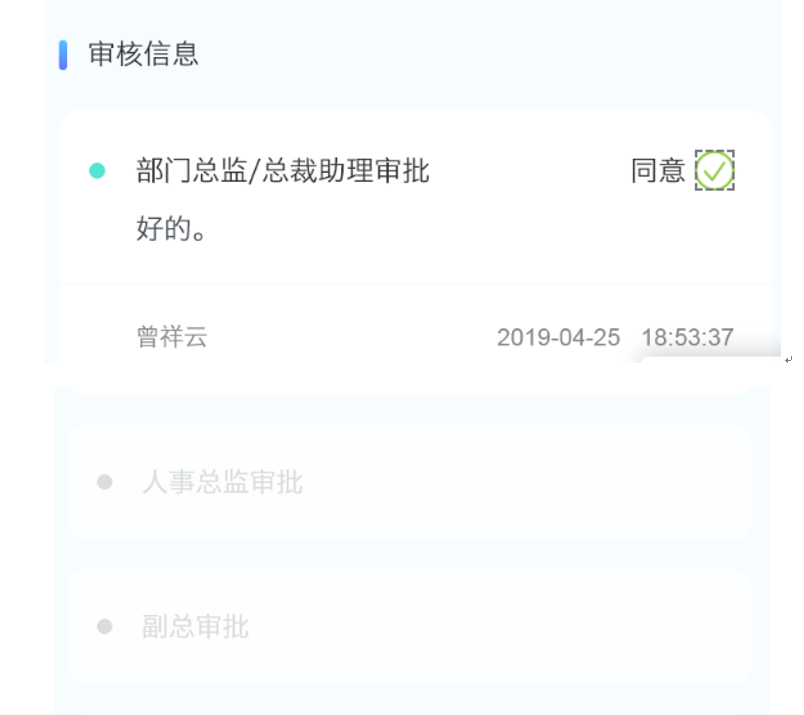 审核信息
部门总监/总裁助理审批 同意
好的。
曾祥云 2019-04-25 18:53:37
人事总监审批
副总审批